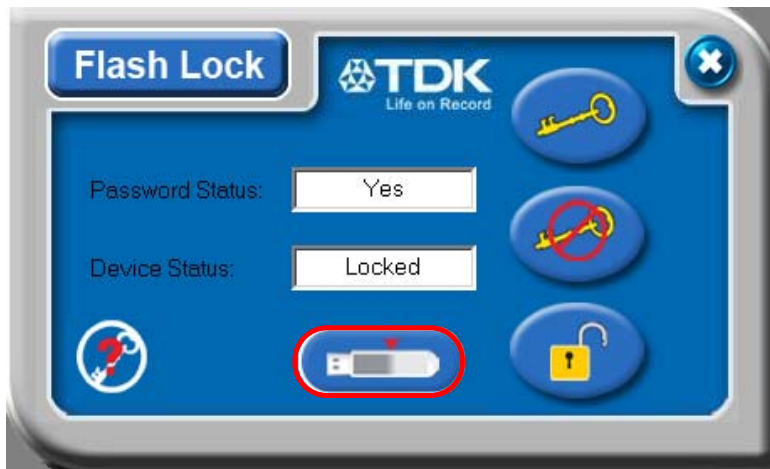 Flash Lock
TDK
Life on Record
Password Status:
Yes
Device Status:
Locked
?